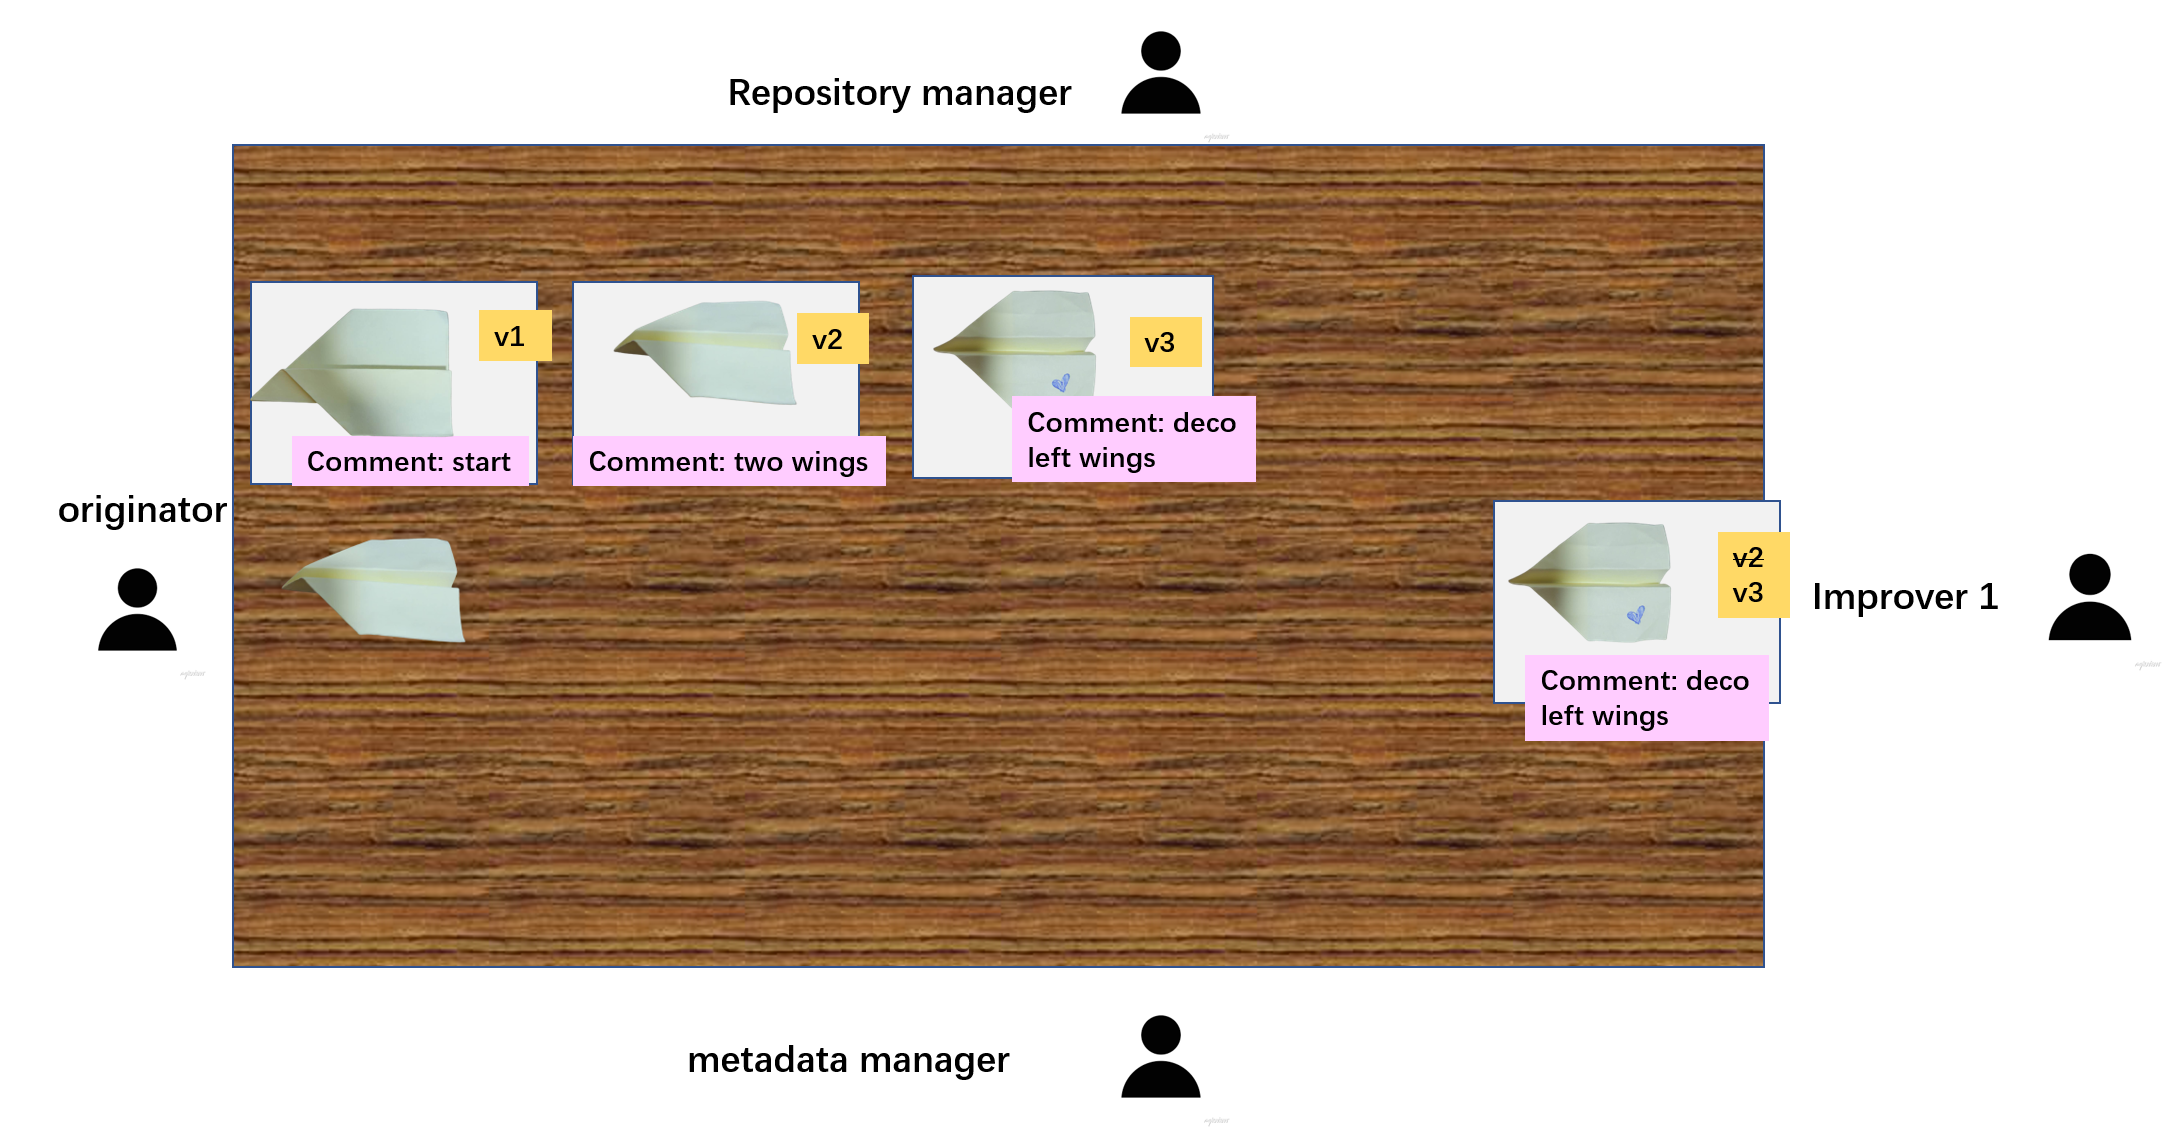 Repository manager
v1
v2
v3
Comment: start
Comment: two wings
Comment: deco
left wings
originator
v2
v3
Improver 1
Comment: deco
left wings
metadata manager